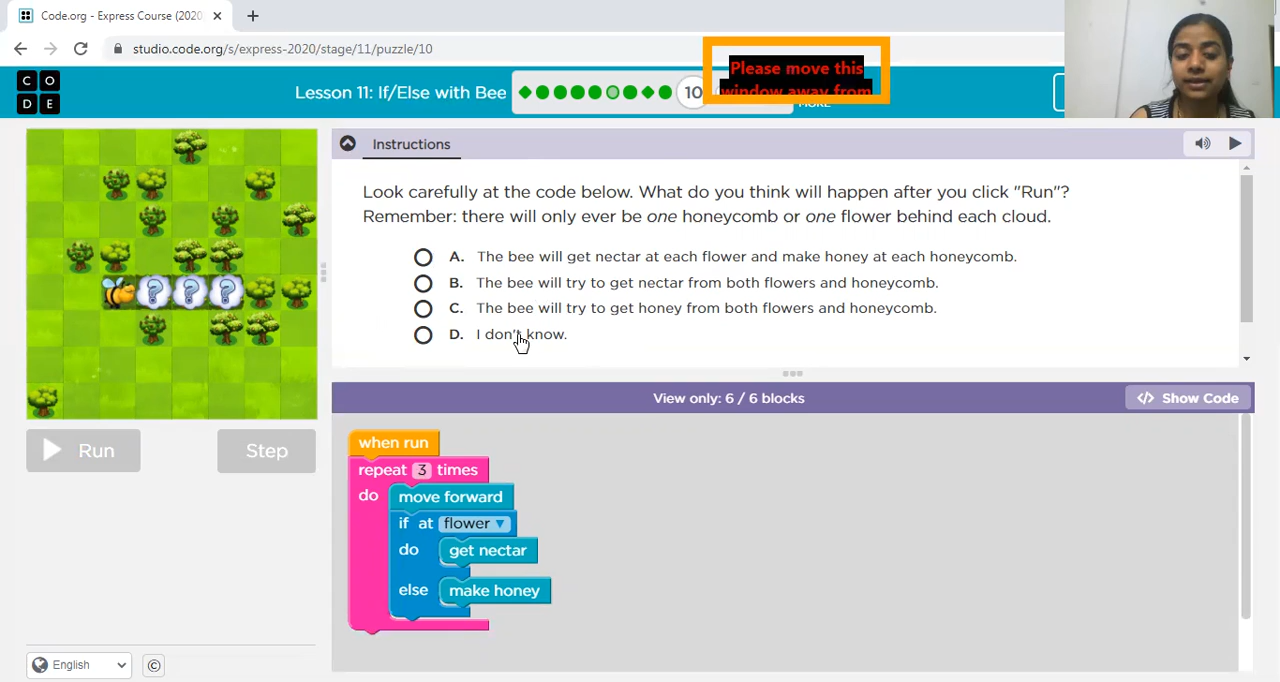 Code.org - Express Course (2020
studio.code.org/s/express-2020/stage/11/puzzle/10
C O
D E
Lesson 11: If/Else with Bee
10
Please move this
window away from
MORE
Instructions
Look carefully at the code below. What do you think will happen after you click "Run"?
Remember: there will only ever be one honeycomb or one flower behind each cloud.
A. The bee will get nectar at each flower and make honey at each honeycomb.
B. The bee will try to get nectar from both flowers and honeycomb.
C. The bee will try to get honey from both flowers and honeycomb.
D. I don't know.
? ? ?
View only: 6 / 6 blocks
</> Show Code
Run
Step
when run
repeat 3 times
do move forward
if at flower ▼
do get nectar
else make honey
English
©